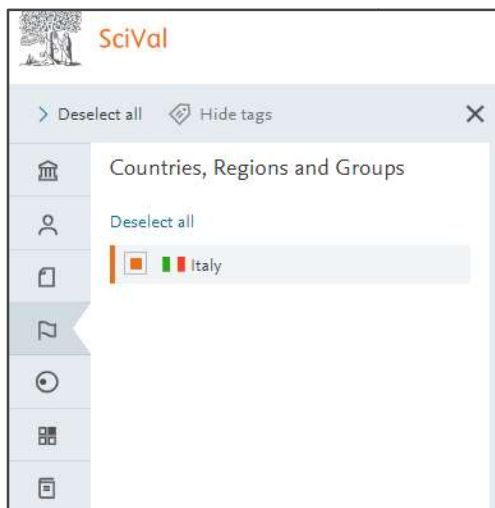 SciVal
Deselect all Hide tags
Countries, Regions and Groups
Deselect all
Italy